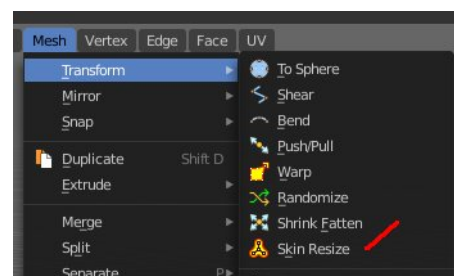 Mesh Vertex Edge Face UV
Transform
Mirror
Snap
Duplicate Shift D
Extrude
Merge
Split
Separate P
To Sphere
Shear
Bend
Push/Pull
Warp
Randomize
Shrink Fatten
Skin Resize